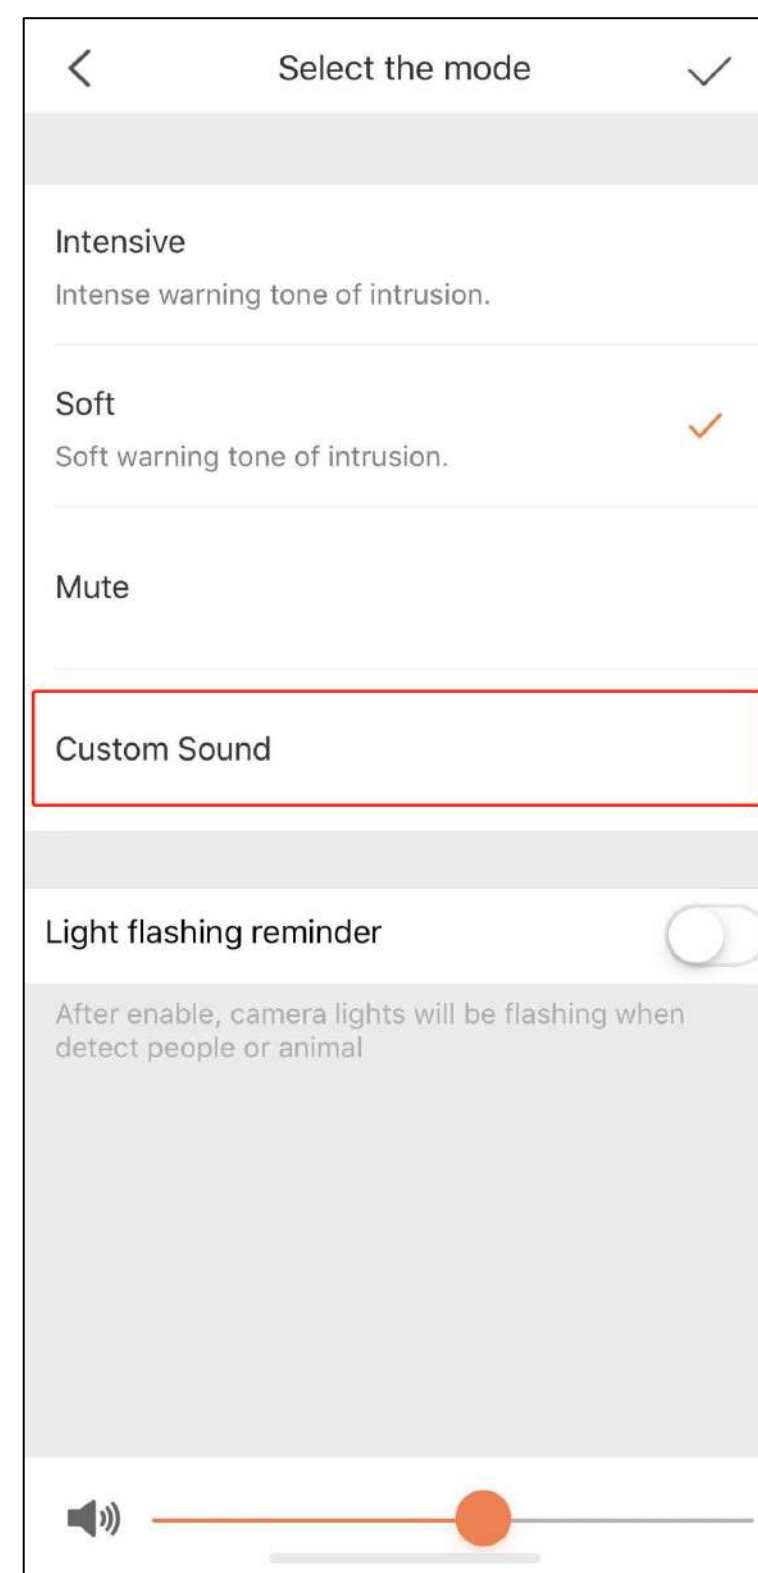 Select the mode
Intensive
Intense warning tone of intrusion.
Soft
Soft warning tone of intrusion.
Mute
Custom Sound
Light flashing reminder
After enable, camera lights will be flashing when
detect people or animal